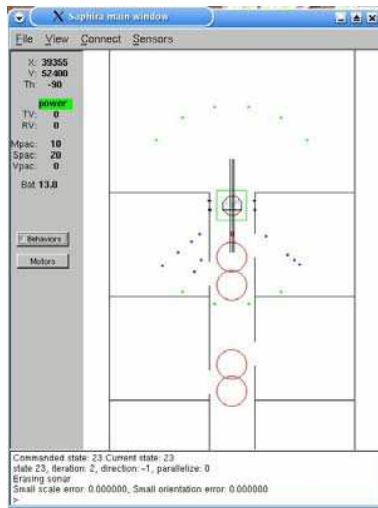 Saphira main window
File View Connect Sensors
X: 39355
Y: 52400
Th: -90
power
TV: 0
RV: 0
Mpac: 10
Spac: 20
Vpac: 0
Bat 13.8
Behaviors
Motors
Commanded state: 23 Current state: 23
state 23, iteration: 2, direction: -1, parallelize: 0
Erasing sonar
Small scale error: 0.000000, Small orientation error: 0.000000
>